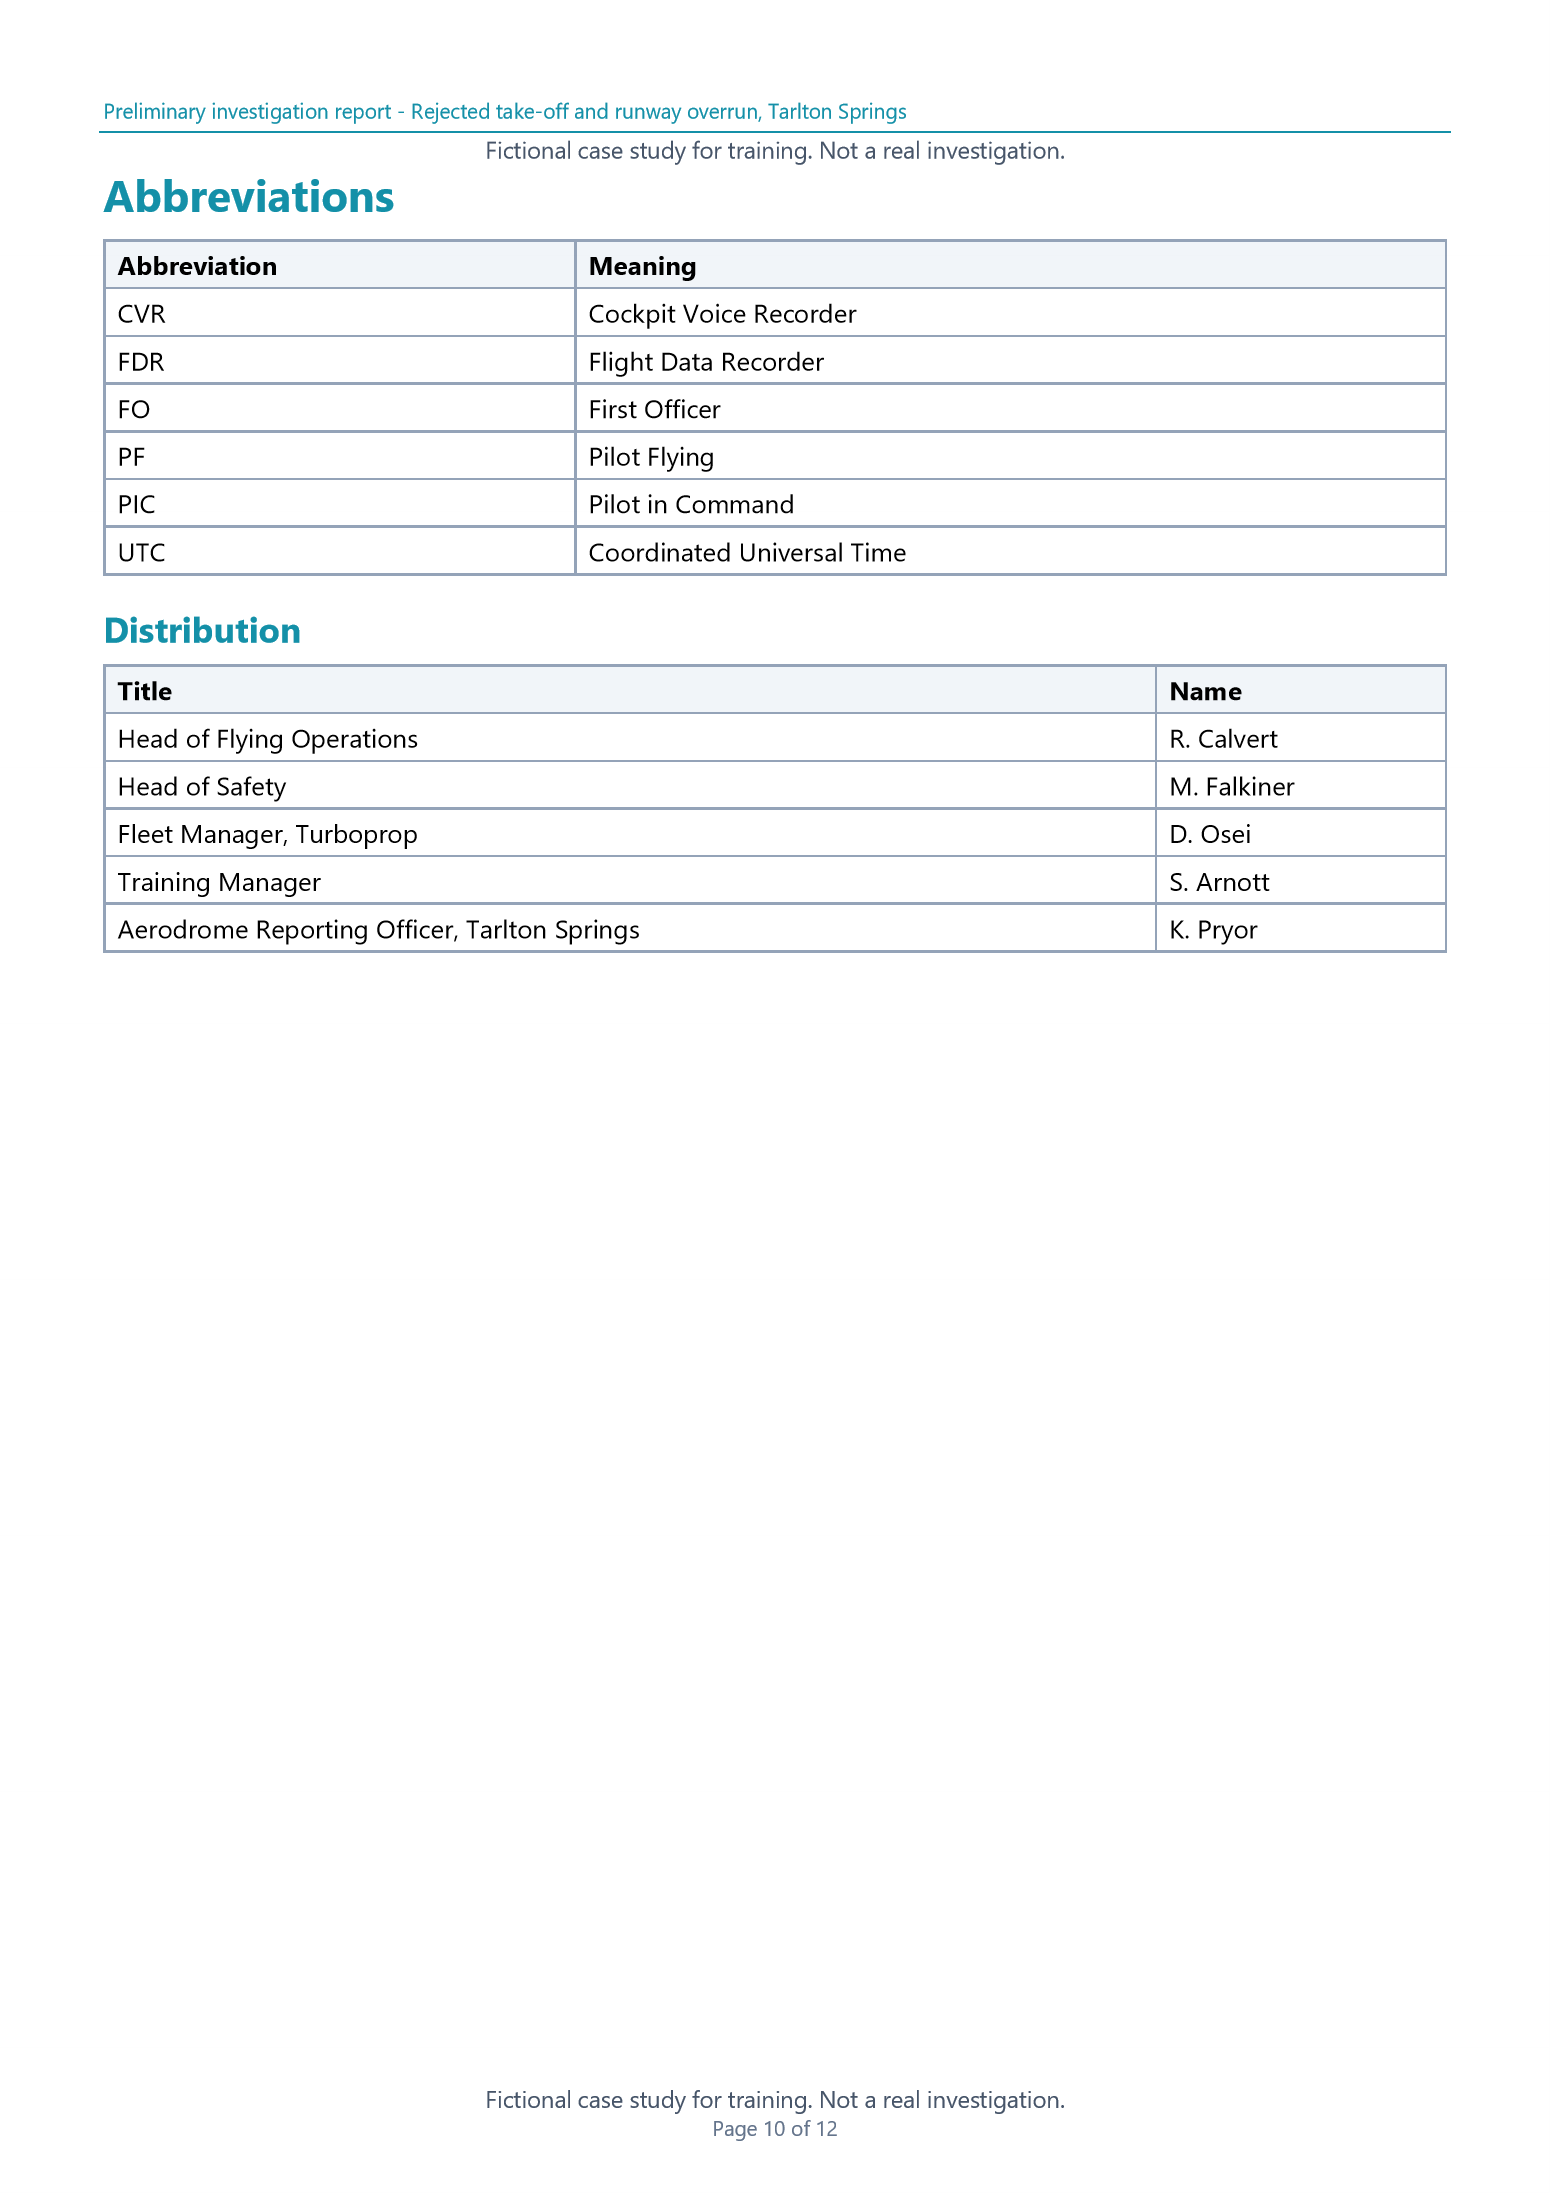 Preliminary investigation report - Rejected take-off and runway overrun, Tarlton Springs
Fictional case study for training. Not a real investigation.
Abbreviations
Abbreviation Meaning
CVR Cockpit Voice Recorder
FDR Flight Data Recorder
FO First Officer
PF Pilot Flying
PIC Pilot in Command
UTC Coordinated Universal Time
Distribution
Title Name
Head of Flying Operations R. Calvert
Head of Safety M. Falkiner
Fleet Manager, Turboprop D. Osei
Training Manager S. Arnott
Aerodrome Reporting Officer, Tarlton Springs K. Pryor
Fictional case study for training. Not a real investigation.
Page 10 of 12